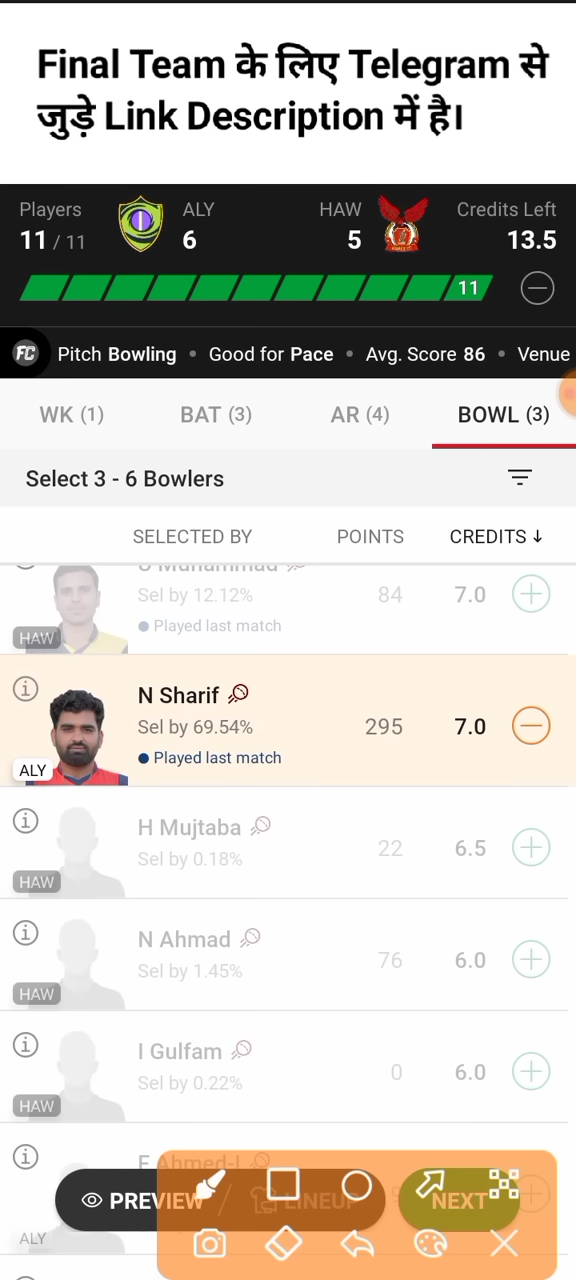 Final Team के लिए Telegram से
जुड़े Link Description में है।
Players ALY HAW Credits Left
11 / 11 6 5 13.5
11
FC Pitch Bowling • Good for Pace • Avg. Score 86 • Venue
WK (1) BAT (3) AR (4) BOWL (3)
Select 3 - 6 Bowlers
SELECTED BY POINTS CREDITS ↓
Sel by 12.12% 84 7.0
Played last match
HAW
N Sharif
Sel by 69.54% 295 7.0
Played last match
ALY
H Mujtaba
Sel by 0.18% 22 6.5
HAW
N Ahmad
Sel by 1.45% 76 6.0
HAW
I Gulfam
Sel by 0.22% 0 6.0
HAW
F Ahmed-I
PREVIEW / LINEUP NEXT
ALY